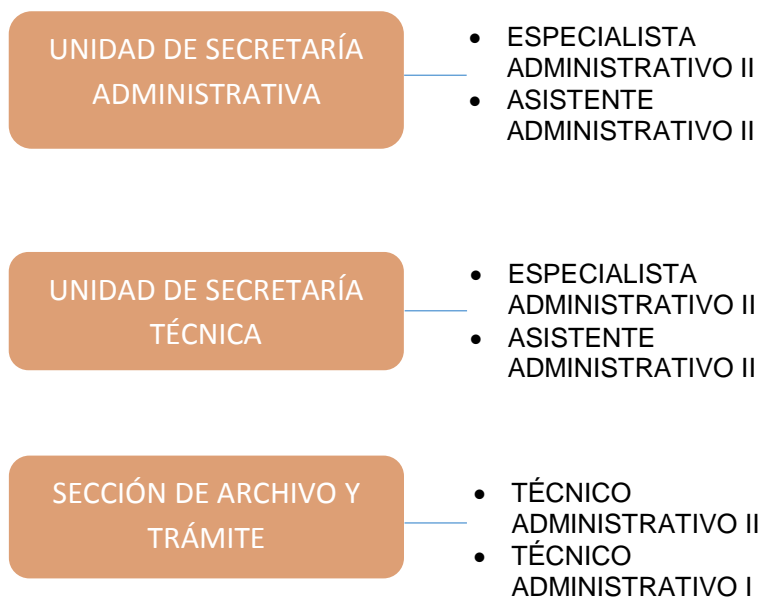 UNIDAD DE SECRETARÍA
ADMINISTRATIVA
• ESPECIALISTA
ADMINISTRATIVO II
• ASISTENTE
ADMINISTRATIVO II
UNIDAD DE SECRETARÍA
TÉCNICA
• ESPECIALISTA
ADMINISTRATIVO II
• ASISTENTE
ADMINISTRATIVO II
SECCIÓN DE ARCHIVO Y
TRÁMITE
• TÉCNICO
ADMINISTRATIVO II
• TÉCNICO
ADMINISTRATIVO I